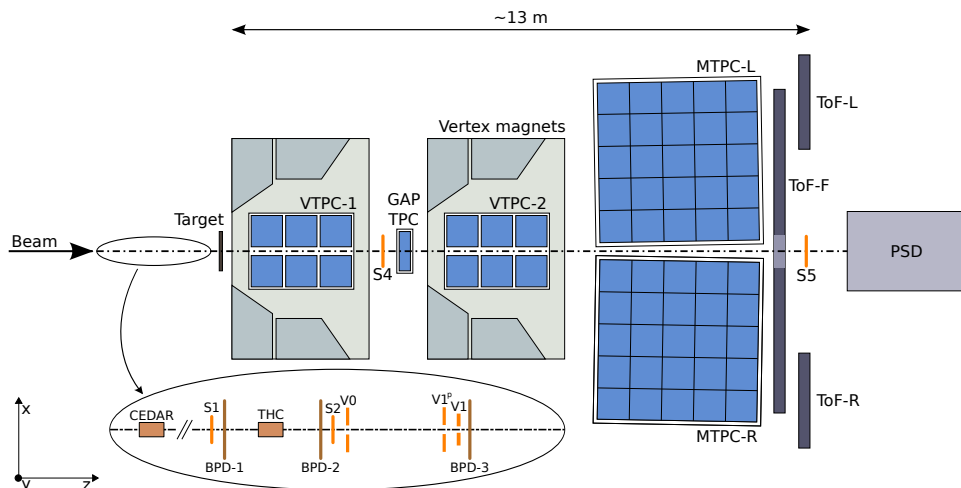 ~13 m
MTPC-L
ToF-L
Vertex magnets
ToF-F
GAP
TPC
VTPC-1
VTPC-2
Target
Beam
S4
S5
PSD
x
y
z
CEDAR
S1
THC
S2
V0
V1ᵖ
V1
BPD-1
BPD-2
BPD-3
MTPC-R
ToF-R